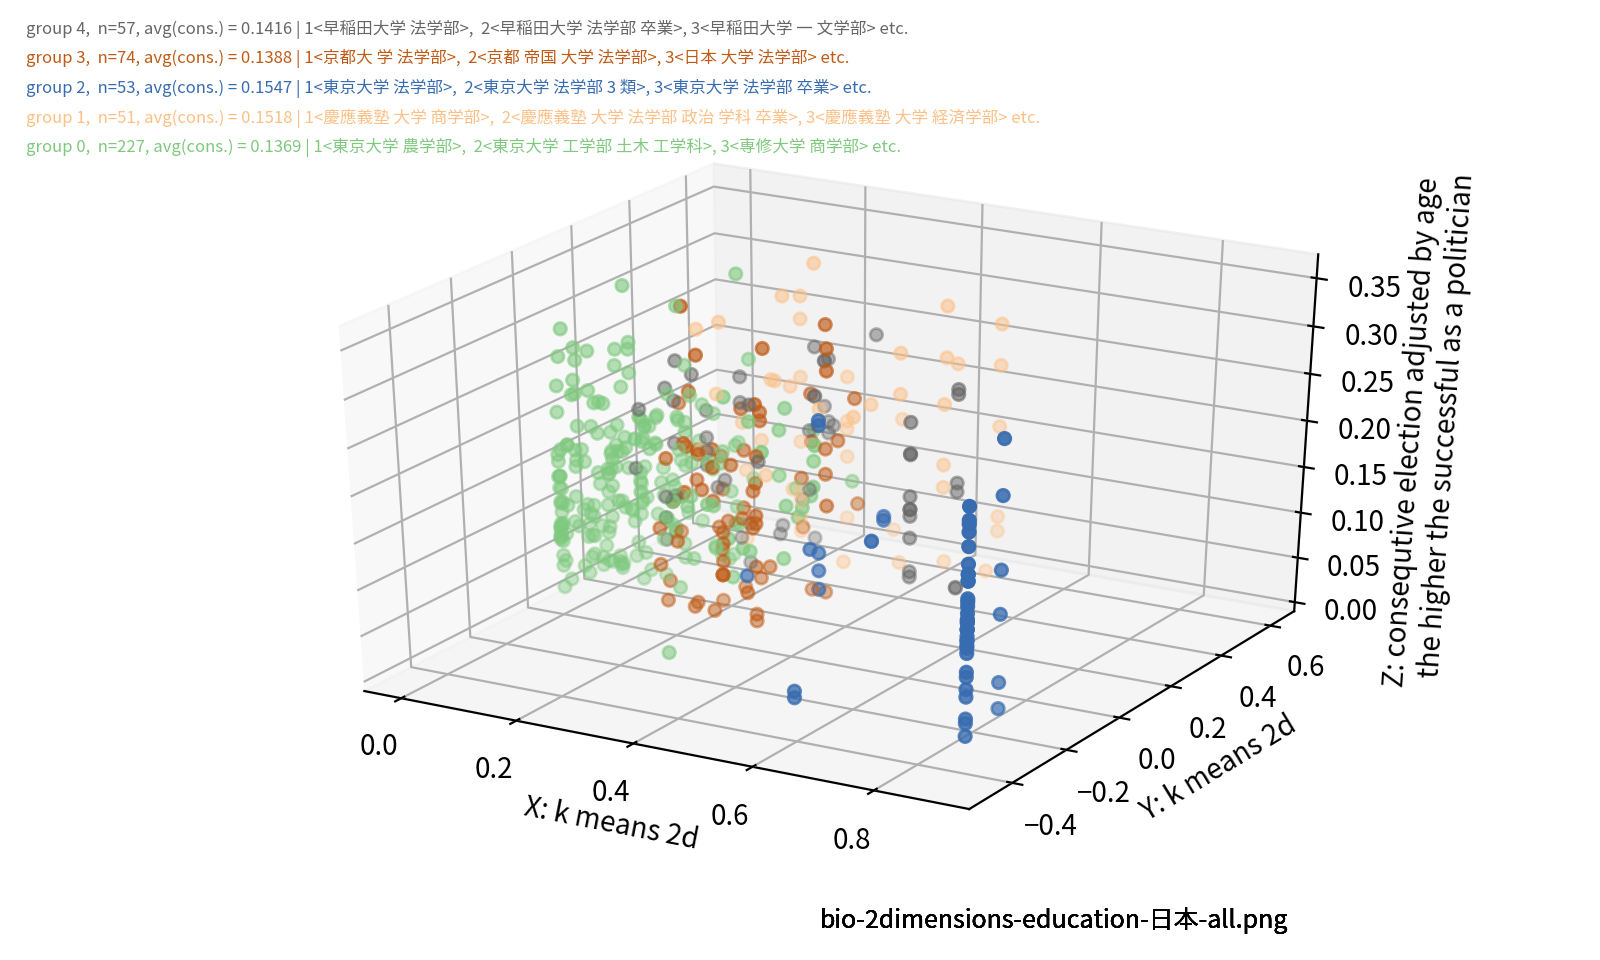 group 4, n=57, avg(cons.) = 0.1416 | 1<早稲田大学 法学部>, 2<早稲田大学 法学部 卒業>, 3<早稲田大学 一 文学部> etc.
group 3, n=74, avg(cons.) = 0.1388 | 1<京都大 学 法学部>, 2<京都 帝国 大学 法学部>, 3<日本 大学 法学部> etc.
group 2, n=53, avg(cons.) = 0.1547 | 1<東京大学 法学部>, 2<東京大学 法学部 3 類>, 3<東京大学 法学部 卒業> etc.
group 1, n=51, avg(cons.) = 0.1518 | 1<慶應義塾 大学 商学部>, 2<慶應義塾 大学 法学部 政治 学科 卒業>, 3<慶應義塾 大学 経済学部> etc.
group 0, n=227, avg(cons.) = 0.1369 | 1<東京大学 農学部>, 2<東京大学 工学部 土木 工学科>, 3<専修大学 商学部> etc.
0.35
0.30
0.25
0.20
0.15
0.10
0.05
0.00
Z: consequtive election adjusted by age
the higher the successful as a politician
0.6
0.4
0.2
0.0
−0.2
−0.4
Y: k means 2d
0.0
0.2
0.4
0.6
0.8
X: k means 2d
bio-2dimensions-education-日本-all.png